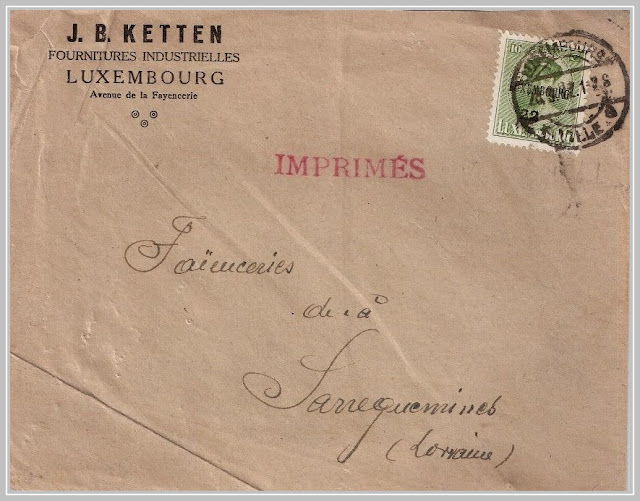 J. B. KETTEN
FOURNITURES INDUSTRIELLES
LUXEMBOURG
Avenue de la Fayencerie
IMPRIMÉS
Faïenceries
de à
Sarreguemines
(Lorraine)